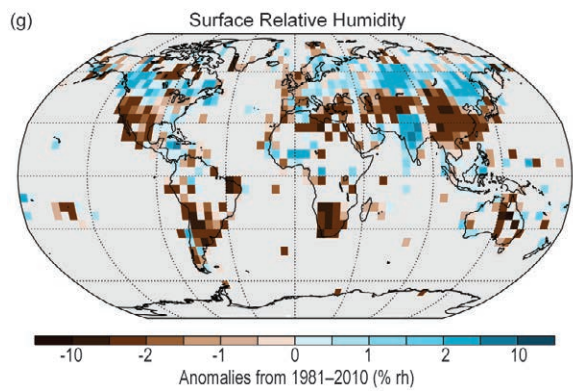 (g)
Surface Relative Humidity
-10 -2 -1 0 1 2 10
Anomalies from 1981–2010 (% rh)